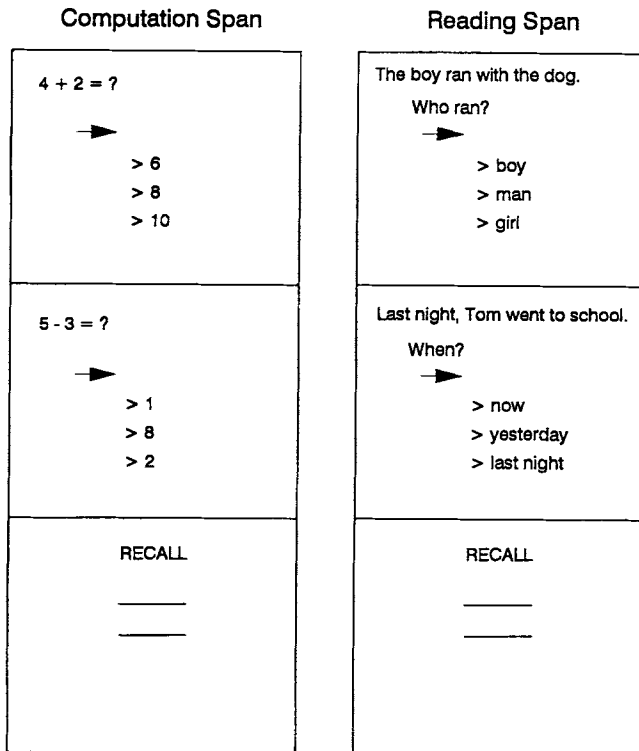 Computation Span
4 + 2 = ?
> 6
> 8
> 10
5 - 3 = ?
> 1
> 8
> 2
RECALL
Reading Span
The boy ran with the dog.
Who ran?
> boy
> man
> girl
Last night, Tom went to school.
When?
> now
> yesterday
> last night
RECALL